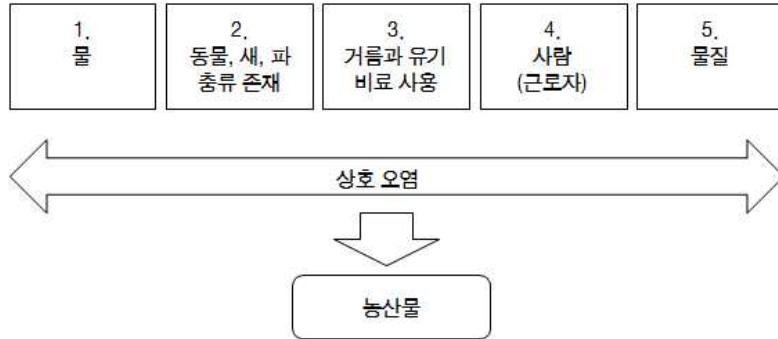 1.
물
2.
동물, 새, 파
충류 존재
3.
거름과 유기
비료 사용
4.
사람
(근로자)
5.
물질
상호 오염
농산물